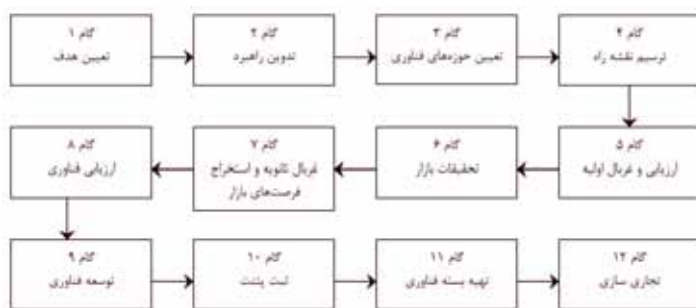 گام ۱
تعیین هدف
گام ۲
تدوین راهبرد
گام ۳
تعیین حوزه‌های فناوری
گام ۴
ترسیم نقشه راه
گام ۵
ارزیابی و غربال اولیه
گام ۶
تحقیقات بازار
گام ۷
غربال ثانویه و استخراج
فرصت‌های بازار
گام ۸
ارزیابی فناوری
گام ۹
توسعه فناوری
گام ۱۰
ثبت پتنت
گام ۱۱
تهیه بسته فناوری
گام ۱۲
تجاری سازی